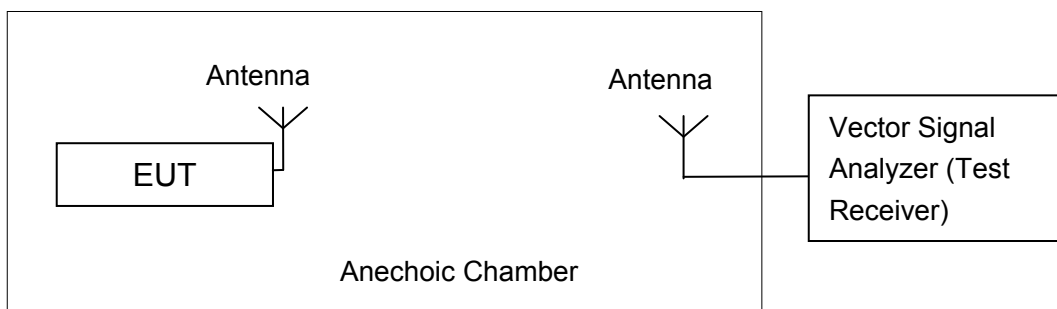 Antenna
Antenna
EUT
Vector Signal
Analyzer (Test
Receiver)
Anechoic Chamber